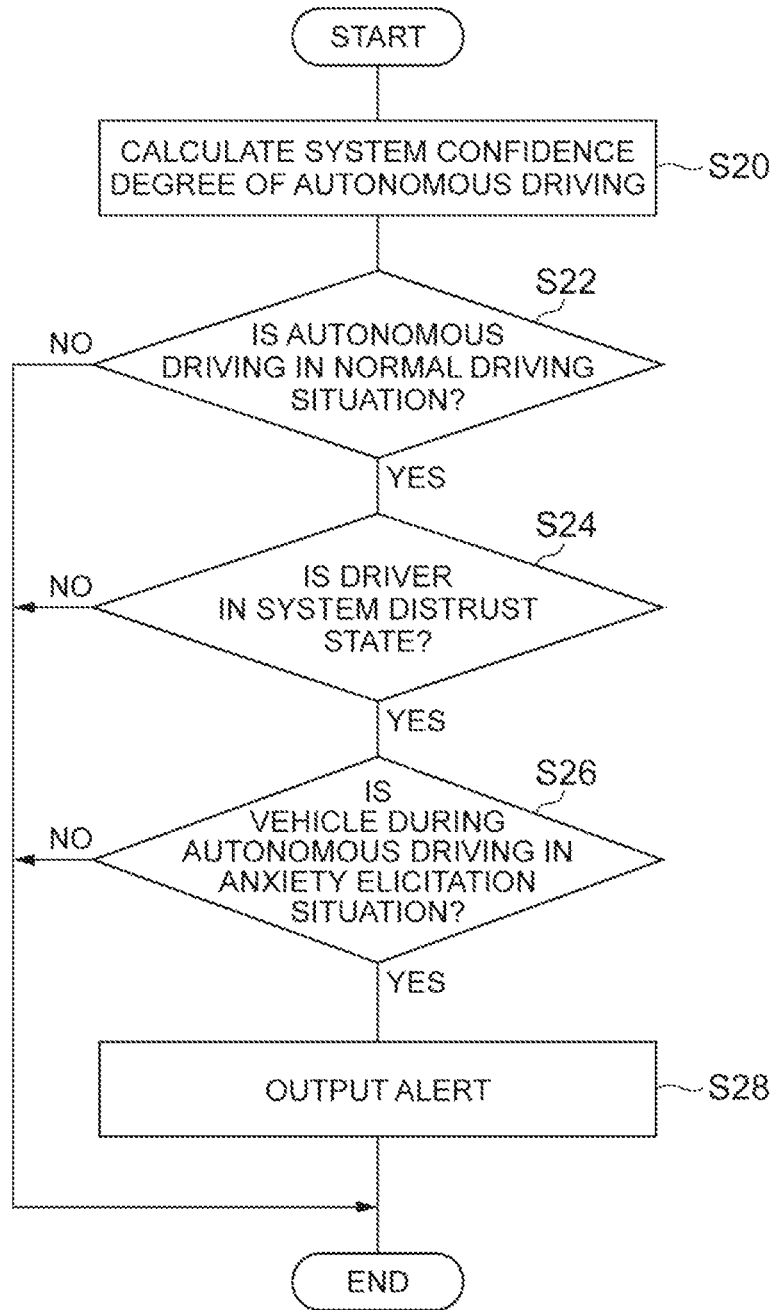 START
CALCULATE SYSTEM CONFIDENCE
DEGREE OF AUTONOMOUS DRIVING
S20
S22
IS AUTONOMOUS
DRIVING IN NORMAL DRIVING
SITUATION?
NO
YES
S24
IS DRIVER
IN SYSTEM DISTRUST
STATE?
NO
YES
S26
IS
VEHICLE DURING
AUTONOMOUS DRIVING IN
ANXIETY ELICITATION
SITUATION?
NO
YES
OUTPUT ALERT
S28
END